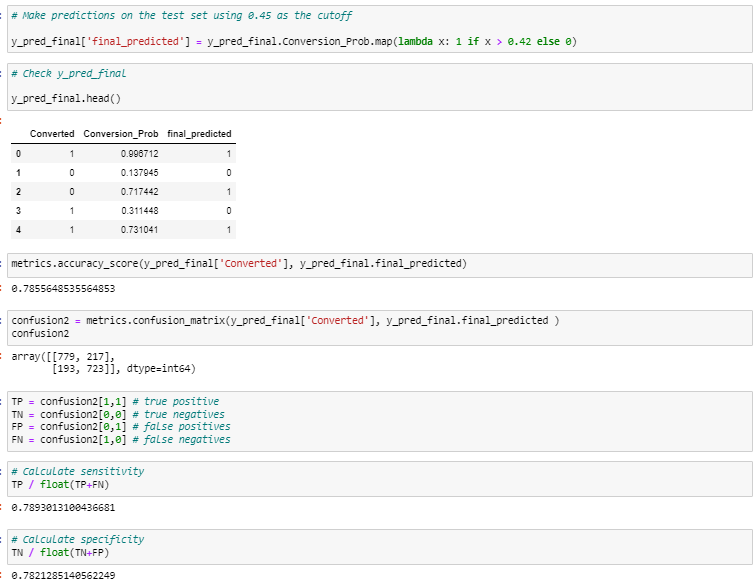 # Make predictions on the test set using 0.45 as the cutoff
y_pred_final['final_predicted'] = y_pred_final.Conversion_Prob.map(lambda x: 1 if x > 0.42 else 0)
# Check y_pred_final
y_pred_final.head()
Converted Conversion_Prob final_predicted
0 1 0.996712 1
1 0 0.137945 0
2 0 0.717442 1
3 1 0.311448 0
4 1 0.731041 1
metrics.accuracy_score(y_pred_final['Converted'], y_pred_final.final_predicted)
0.7855648535564853
confusion2 = metrics.confusion_matrix(y_pred_final['Converted'], y_pred_final.final_predicted )
confusion2
array([[779, 217],
[193, 723]], dtype=int64)
TP = confusion2[1,1] # true positive
TN = confusion2[0,0] # true negatives
FP = confusion2[0,1] # false positives
FN = confusion2[1,0] # false negatives
# Calculate sensitivity
TP / float(TP+FN)
0.7893013100436681
# Calculate specificity
TN / float(TN+FP)
0.7821285140562249